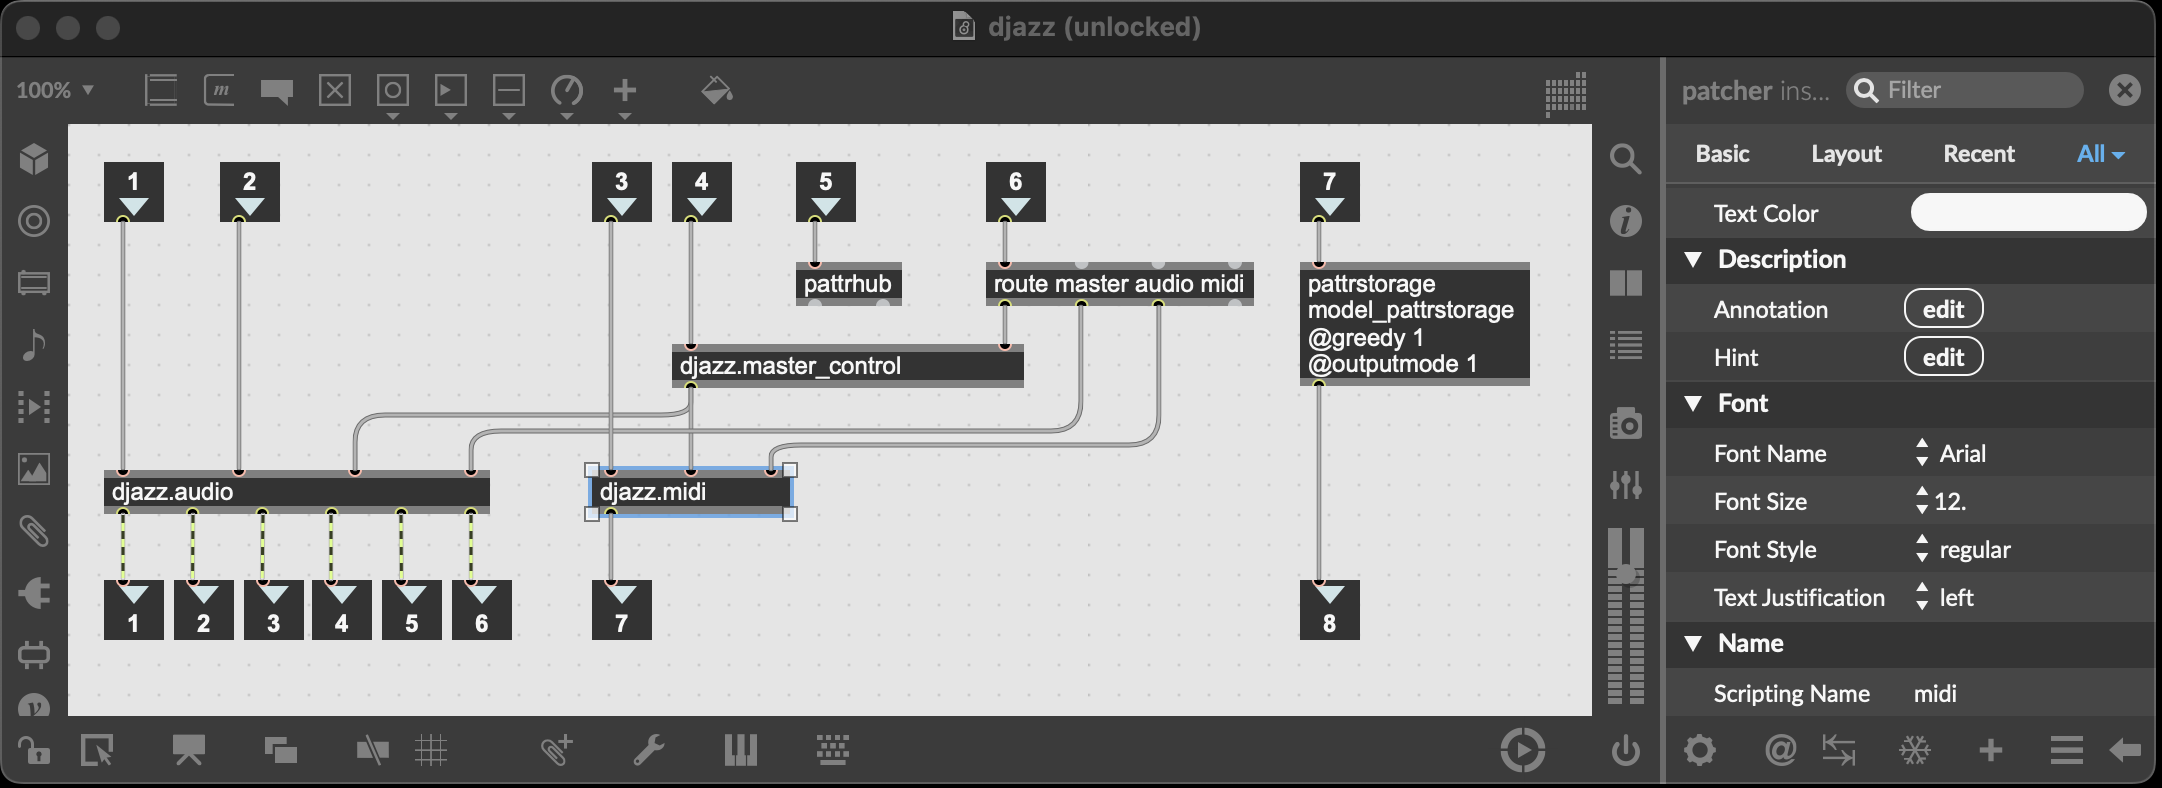 djazz (unlocked)
100%
m
patcher ins...
Filter
Basic
Layout
Recent
All
1
2
3
4
5
6
7
Text Color
Description
pattrhub
route master audio midi
pattrstorage
model_pattrstorage
@greedy 1
@outputmode 1
Annotation
edit
Hint
edit
djazz.master_control
Font
Font Name
Arial
djazz.audio
djazz.midi
Font Size
12.
Font Style
regular
Text Justification
left
1
2
3
4
5
6
7
8
Name
Scripting Name
midi